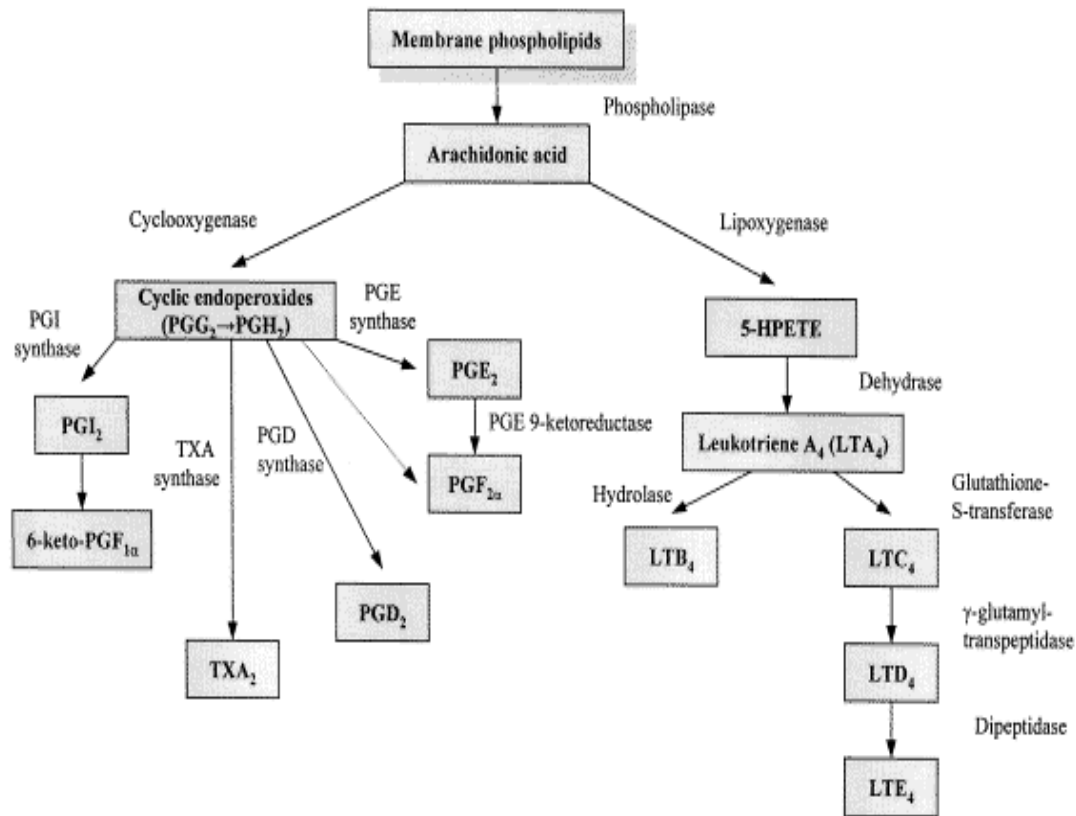 Membrane phospholipids
Phospholipase
Arachidonic acid
Cyclooxygenase
Lipoxygenase
PGI
synthase
Cyclic endoperoxides
(PGG₂→PGH₂)
PGE
synthase
5-HPETE
PGE₂
Dehydrase
PGI₂
TXA
synthase
PGD
synthase
PGE 9-ketoreductase
Leukotriene A₄ (LTA₄)
PGF₂α
Hydrolase
Glutathione-
S-transferase
6-keto-PGF₁α
LTB₄
LTC₄
PGD₂
γ-glutamyl-
transpeptidase
TXA₂
LTD₄
Dipeptidase
LTE₄